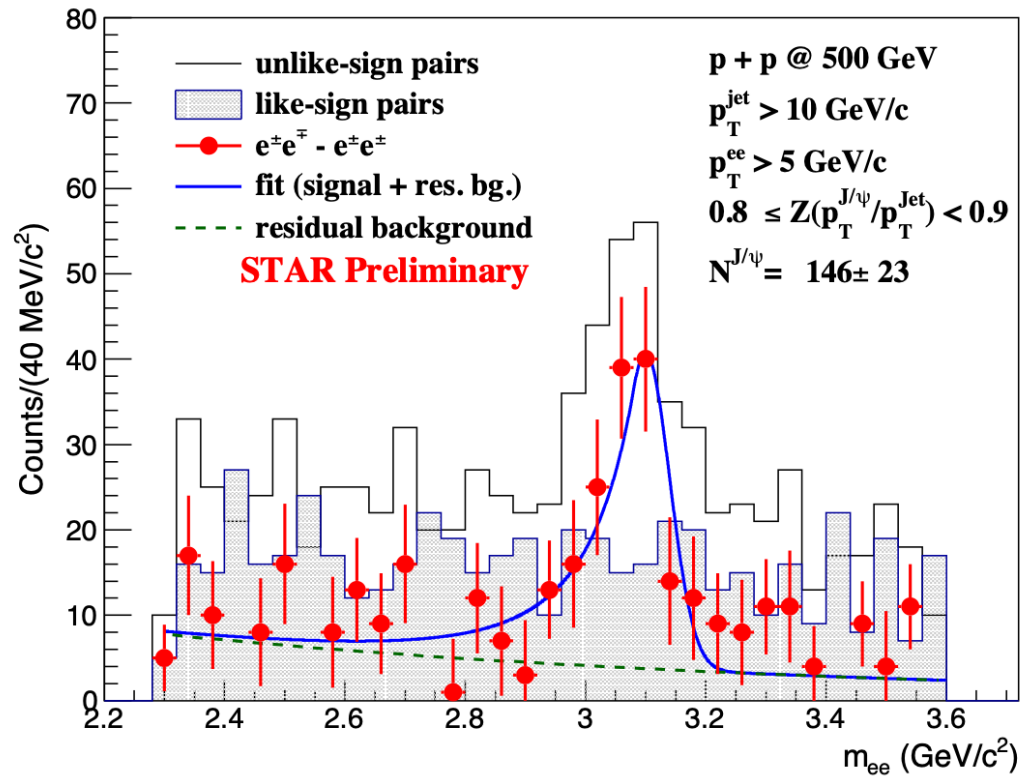 80
70
60
50
40
30
20
10
0
Counts/(40 MeV/c²)
unlike-sign pairs
like-sign pairs
e±e∓ - e±e±
fit (signal + res. bg.)
residual background
STAR Preliminary
p + p @ 500 GeV
p_T^jet > 10 GeV/c
p_T^ee > 5 GeV/c
0.8 ≤ Z(p_T^J/ψ/p_T^Jet) < 0.9
N^J/ψ = 146± 23
2.2 2.4 2.6 2.8 3 3.2 3.4 3.6
m_ee (GeV/c²)